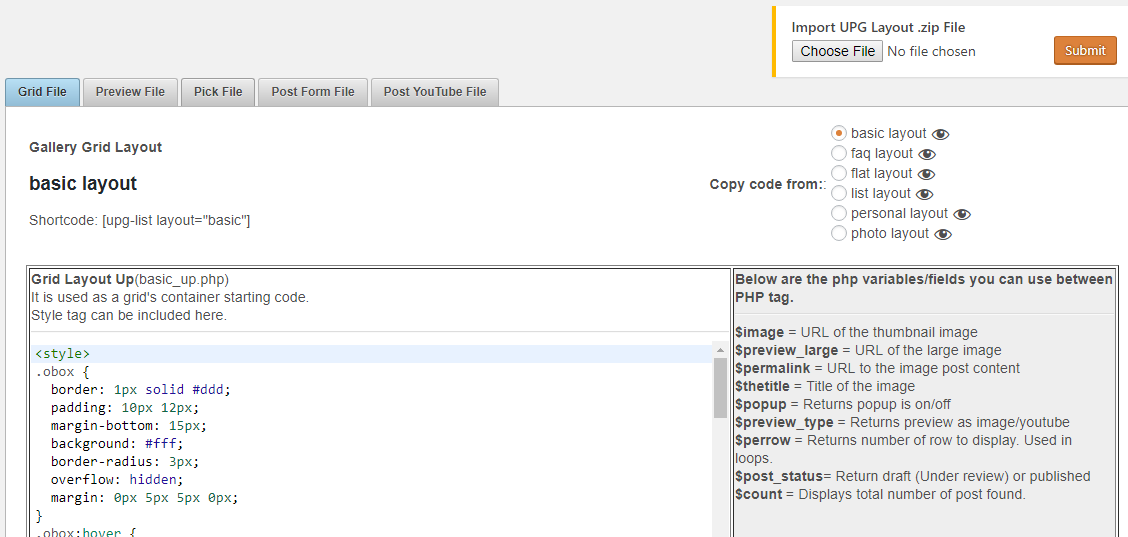 Import UPG Layout .zip File
Choose File No file chosen
Submit
Grid File
Preview File
Pick File
Post Form File
Post YouTube File
Gallery Grid Layout
basic layout
Shortcode: [upg-list layout="basic"]
Copy code from::
basic layout
faq layout
flat layout
list layout
personal layout
photo layout
Grid Layout Up(basic_up.php)
It is used as a grid's container starting code.
Style tag can be included here.
<style>
.obox {
border: 1px solid #ddd;
padding: 10px 12px;
margin-bottom: 15px;
background: #fff;
border-radius: 3px;
overflow: hidden;
margin: 0px 5px 5px 0px;
}
.obox:hover {
Below are the php variables/fields you can use between
PHP tag.
$image = URL of the thumbnail image
$preview_large = URL of the large image
$permalink = URL to the image post content
$thetitle = Title of the image
$popup = Returns popup is on/off
$preview_type = Returns preview as image/youtube
$perrow = Returns number of row to display. Used in
loops.
$post_status= Return draft (Under review) or published
$count = Displays total number of post found.